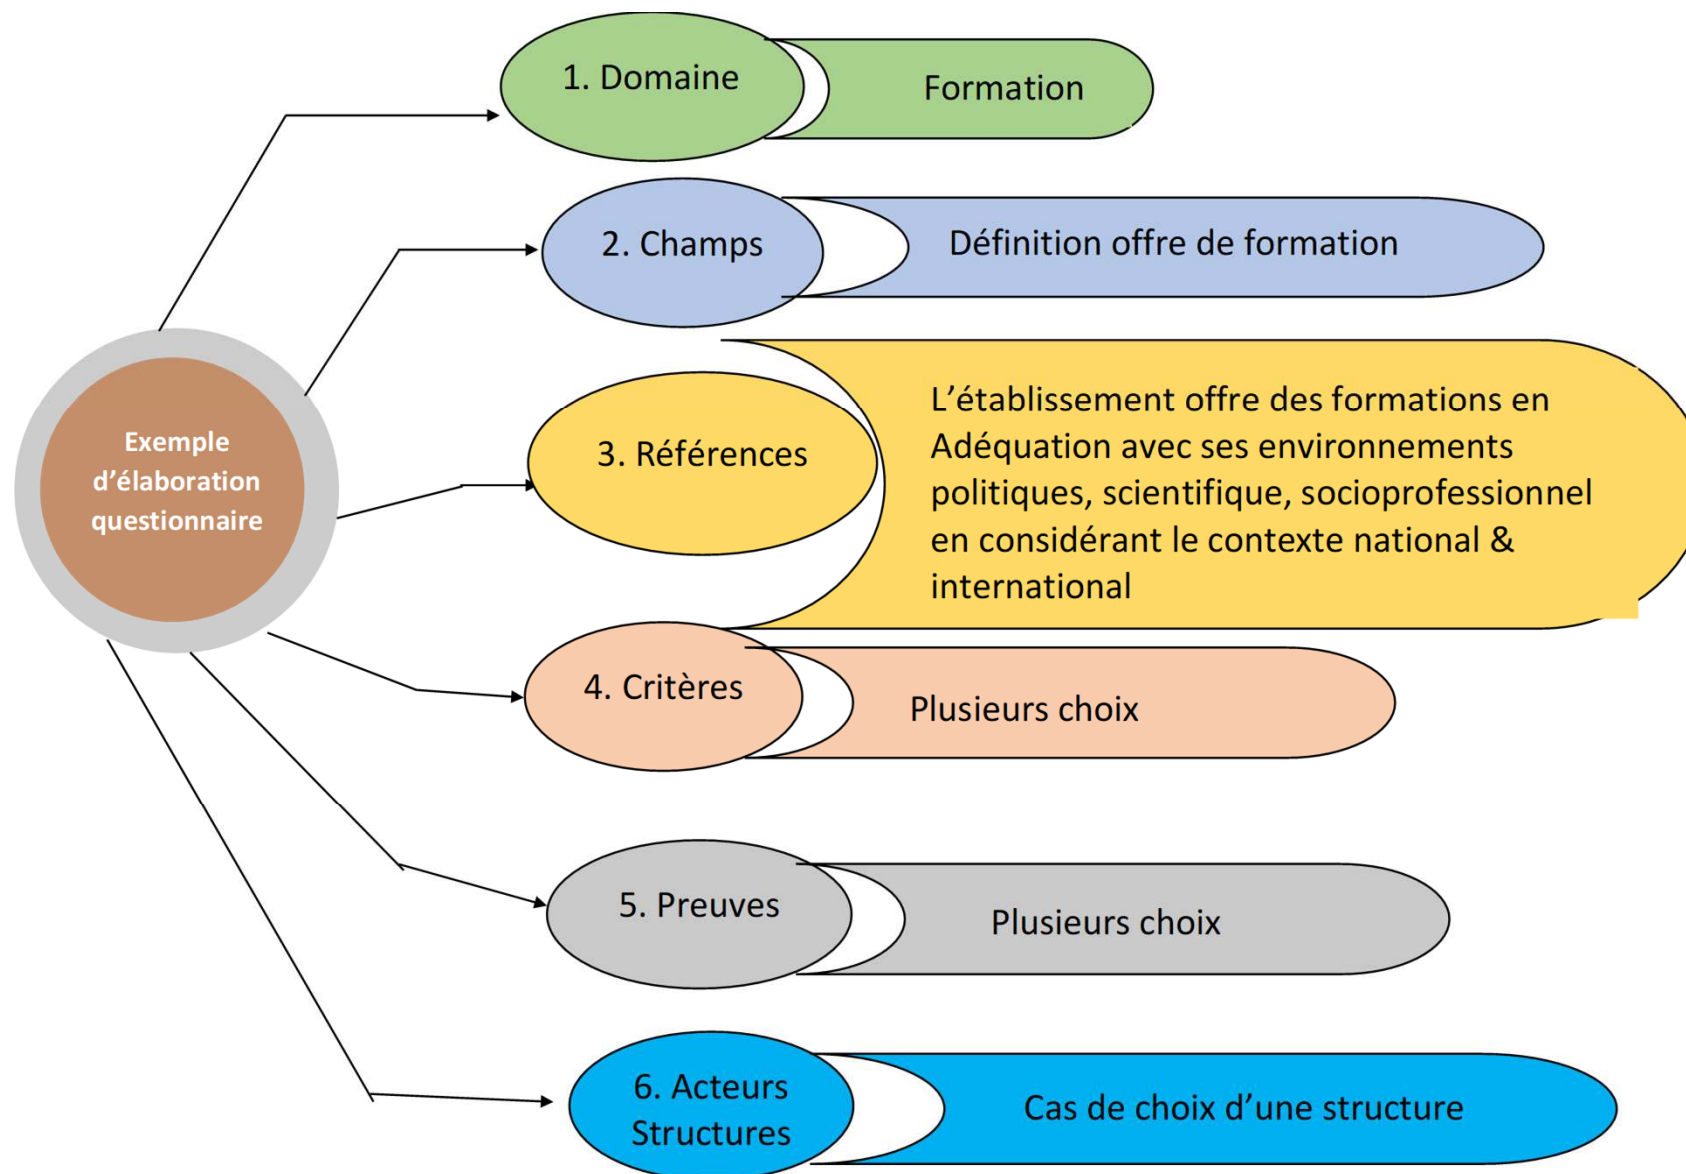 1. Domaine
Formation
2. Champs
Définition offre de formation
Exemple
d’élaboration
questionnaire
3. Références
L’établissement offre des formations en
Adéquation avec ses environnements
politiques, scientifique, socioprofessionnel
en considérant le contexte national &
international
4. Critères
Plusieurs choix
5. Preuves
Plusieurs choix
6. Acteurs
Structures
Cas de choix d’une structure